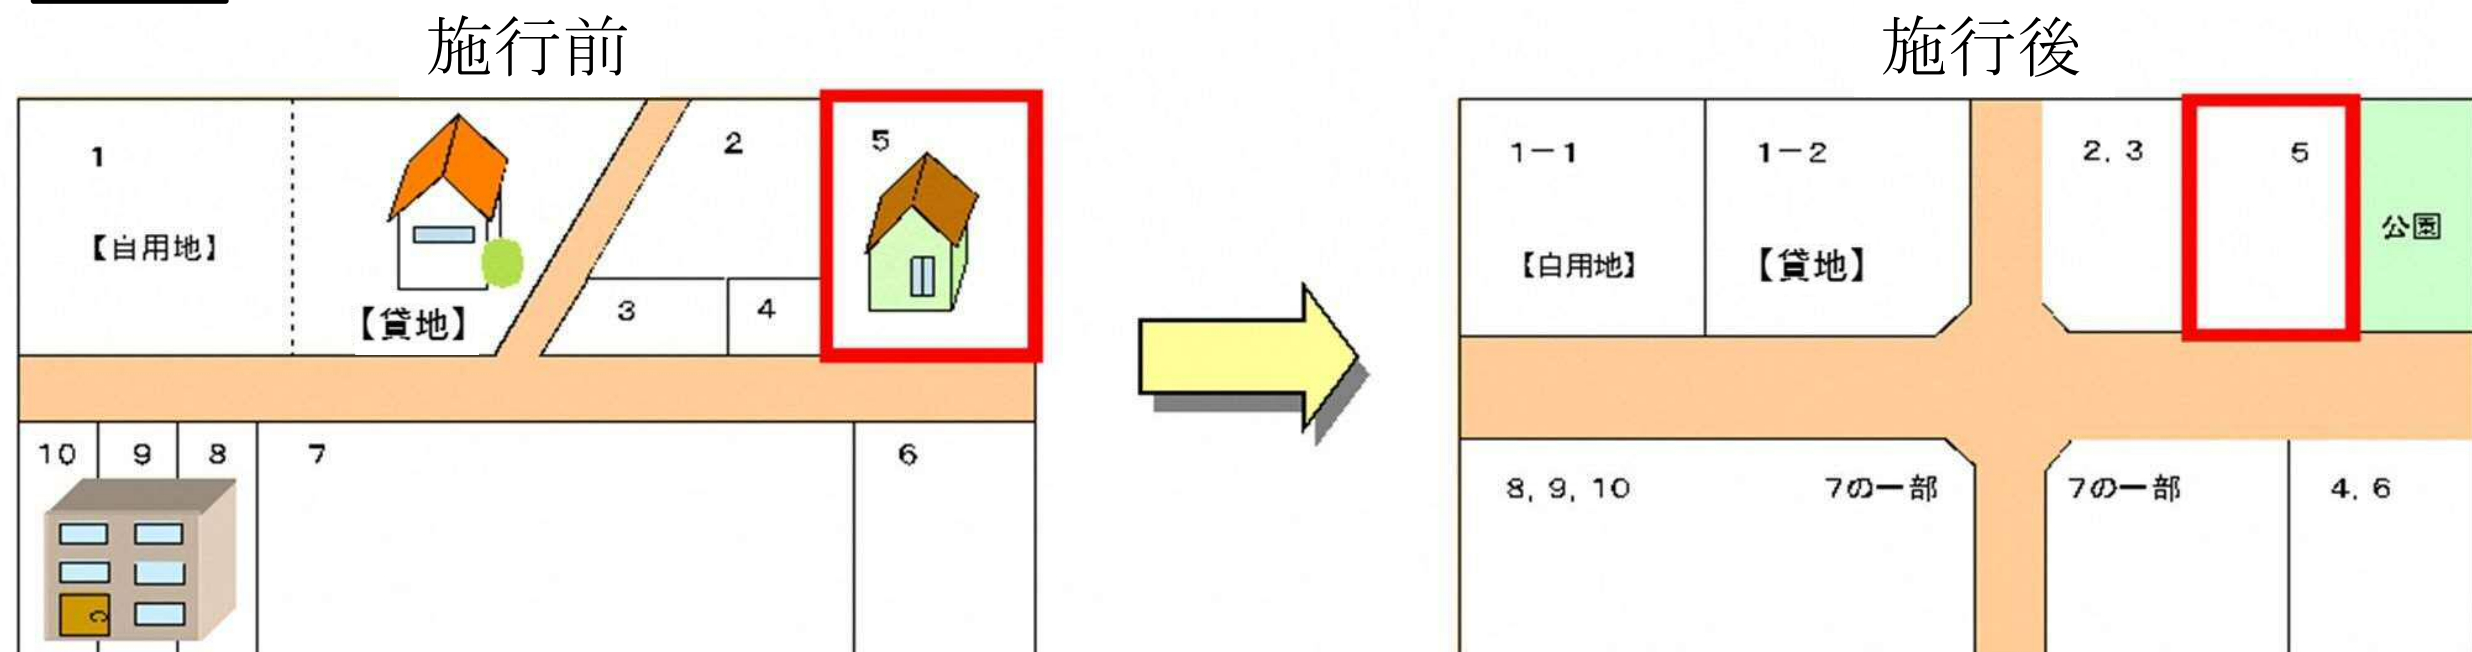 施行前
施行後
1
2
5
【自用地】
【貸地】
3
4
10
9
8
7
6
1－1
1－2
2, 3
5
公園
【自用地】
【貸地】
8, 9, 10
7の一部
7の一部
4, 6